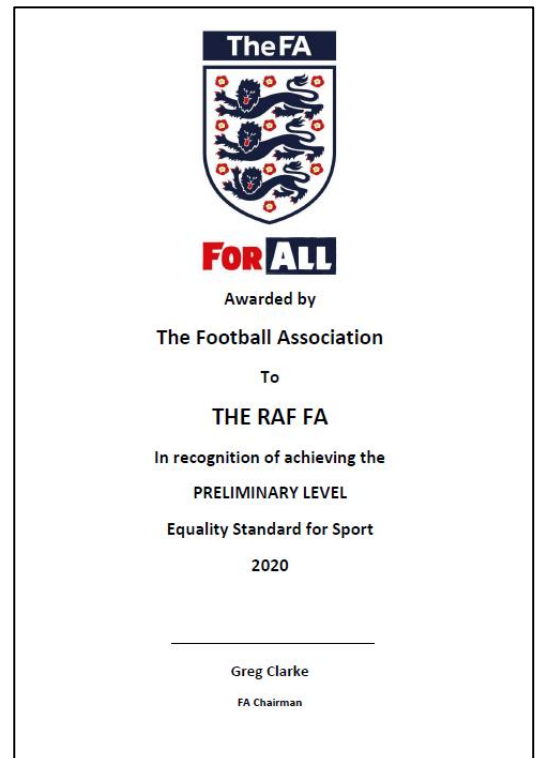 The FA
FOR ALL
Awarded by
The Football Association
To
THE RAF FA
In recognition of achieving the
PRELIMINARY LEVEL
Equality Standard for Sport
2020
Greg Clarke
FA Chairman